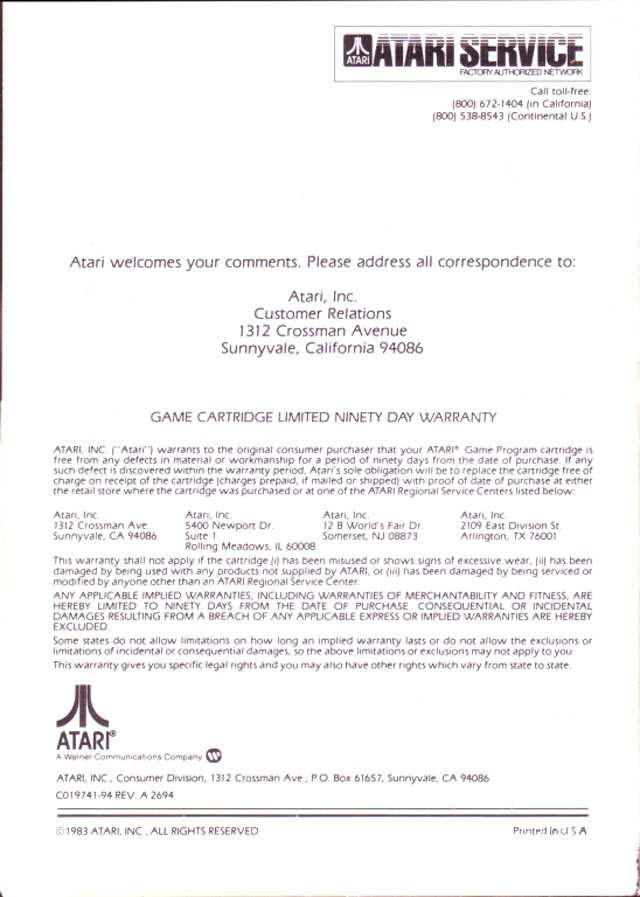 ATARI
ATARI SERVICE
FACTORY AUTHORIZED NETWORK
Call toll-free:
(800) 672-1404 (in California)
(800) 538-8543 (Continental U.S.)
Atari welcomes your comments. Please address all correspondence to:
Atari, Inc.
Customer Relations
1312 Crossman Avenue
Sunnyvale, California 94086
GAME CARTRIDGE LIMITED NINETY DAY WARRANTY
ATARI, INC. ("Atari") warrants to the original consumer purchaser that your ATARI® Game Program cartridge is
free from any defects in material or workmanship for a period of ninety days from the date of purchase. If any
such defect is discovered within the warranty period, Atari's sole obligation will be to replace the cartridge free of
charge on receipt of the cartridge (charges prepaid, if mailed or shipped) with proof of date of purchase at either
the retail store where the cartridge was purchased or at one of the ATARI Regional Service Centers listed below:
Atari, Inc.
1312 Crossman Ave.
Sunnyvale, CA 94086
Atari, Inc.
5400 Newport Dr.
Suite 1
Rolling Meadows, IL 60008
Atari, Inc.
12 B World's Fair Dr.
Somerset, NJ 08873
Atari, Inc.
2109 East Division St.
Arlington, TX 76001
This warranty shall not apply if the cartridge (i) has been misused or shows signs of excessive wear, (ii) has been
damaged by being used with any products not supplied by ATARI, or (iii) has been damaged by being serviced or
modified by anyone other than an ATARI Regional Service Center.
ANY APPLICABLE IMPLIED WARRANTIES, INCLUDING WARRANTIES OF MERCHANTABILITY AND FITNESS, ARE
HEREBY LIMITED TO NINETY DAYS FROM THE DATE OF PURCHASE. CONSEQUENTIAL OR INCIDENTAL
DAMAGES RESULTING FROM A BREACH OF ANY APPLICABLE EXPRESS OR IMPLIED WARRANTIES ARE HEREBY
EXCLUDED.
Some states do not allow limitations on how long an implied warranty lasts or do not allow the exclusions or
limitations of incidental or consequential damages, so the above limitations or exclusions may not apply to you.
This warranty gives you specific legal rights and you may also have other rights which vary from state to state.
ATARI®
A Warner Communications Company
ATARI, INC., Consumer Division, 1312 Crossman Ave., P.O. Box 61657, Sunnyvale, CA 94086
C019741-94 REV. A 2694
©1983 ATARI, INC., ALL RIGHTS RESERVED
Printed in U.S.A.